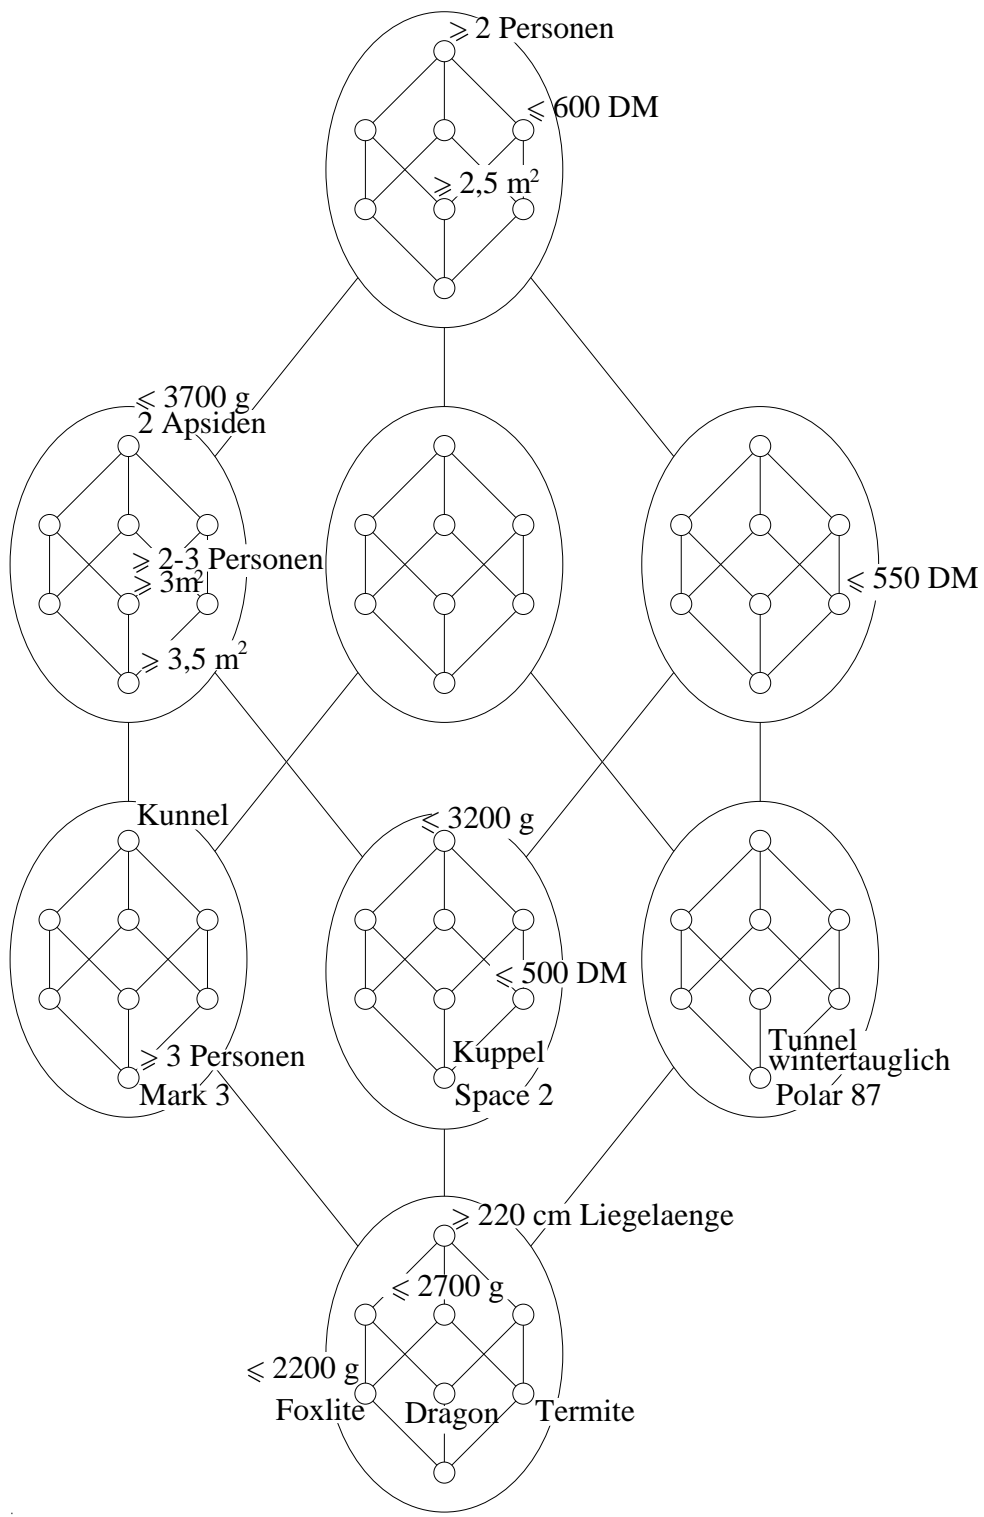 ⩾ 2 Personen
⩽ 600 DM
⩾ 2,5 m²
⩽ 3700 g
2 Apsiden
⩾ 2-3 Personen
⩾ 3m²
⩽ 550 DM
⩾ 3,5 m²
Kunnel
⩽ 3200 g
⩽ 500 DM
Tunnel
Kuppel
⩾ 3 Personen
wintertauglich
Mark 3
Space 2
Polar 87
⩾ 220 cm Liegelaenge
⩽ 2700 g
⩽ 2200 g
Foxlite
Dragon
Termite